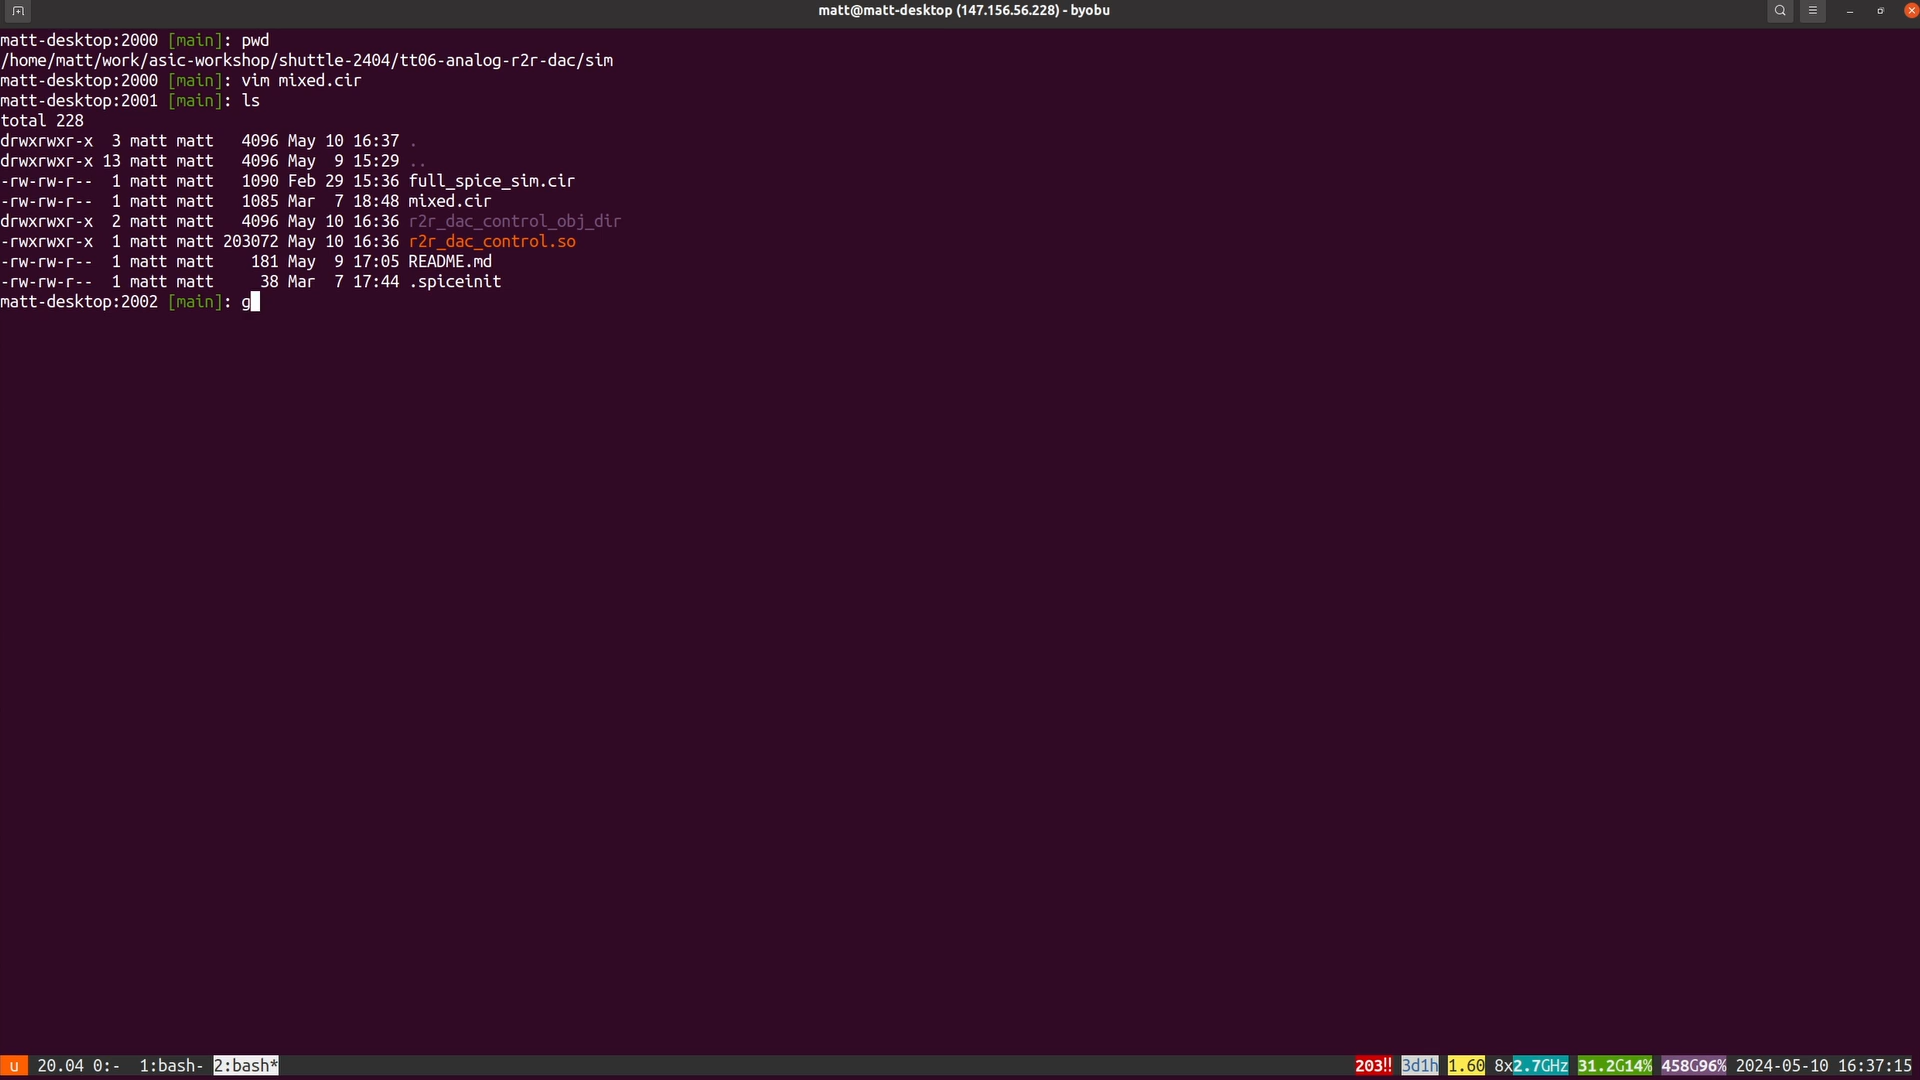 matt@matt-desktop (147.156.56.228) - byobu
matt-desktop:2000 [main]: pwd
/home/matt/work/asic-workshop/shuttle-2404/tt06-analog-r2r-dac/sim
matt-desktop:2000 [main]: vim mixed.cir
matt-desktop:2001 [main]: ls
total 228
drwxrwxr-x  3 matt matt   4096 May 10 16:37 .
drwxrwxr-x 13 matt matt   4096 May  9 15:29 ..
-rw-rw-r--  1 matt matt   1090 Feb 29 15:36 full_spice_sim.cir
-rw-rw-r--  1 matt matt   1085 Mar  7 18:48 mixed.cir
drwxrwxr-x  2 matt matt   4096 May 10 16:36 r2r_dac_control_obj_dir
-rwxrwxr-x  1 matt matt 203072 May 10 16:36 r2r_dac_control.so
-rw-rw-r--  1 matt matt    181 May  9 17:05 README.md
-rw-rw-r--  1 matt matt     38 Mar  7 17:44 .spiceinit
matt-desktop:2002 [main]: g
u 20.04 0:-  1:bash- 2:bash* 203!! 3d1h 1.60 8x2.7GHz 31.2G14% 458G96% 2024-05-10 16:37:15